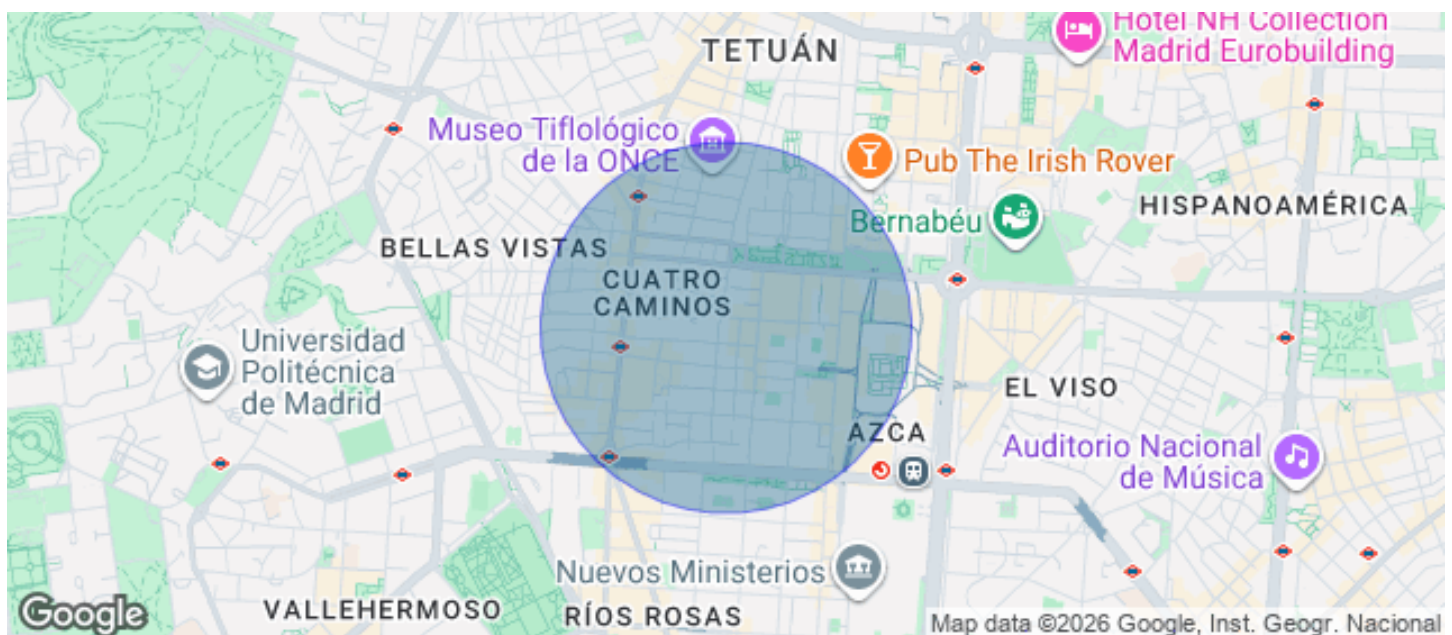 Hotel NH Collection
Madrid Eurobuilding
TETUÁN
Museo Tiflológico
de la ONCE
Pub The Irish Rover
HISPANOAMÉRICA
Bernabéu
BELLAS VISTAS
CUATRO
CAMINOS
Universidad
Politécnica
de Madrid
EL VISO
AZCA
Auditorio Nacional
de Música
Nuevos Ministerios
VALLEHERMOSO
RÍOS ROSAS
Google
Map data ©2026 Google, Inst. Geogr. Nacional